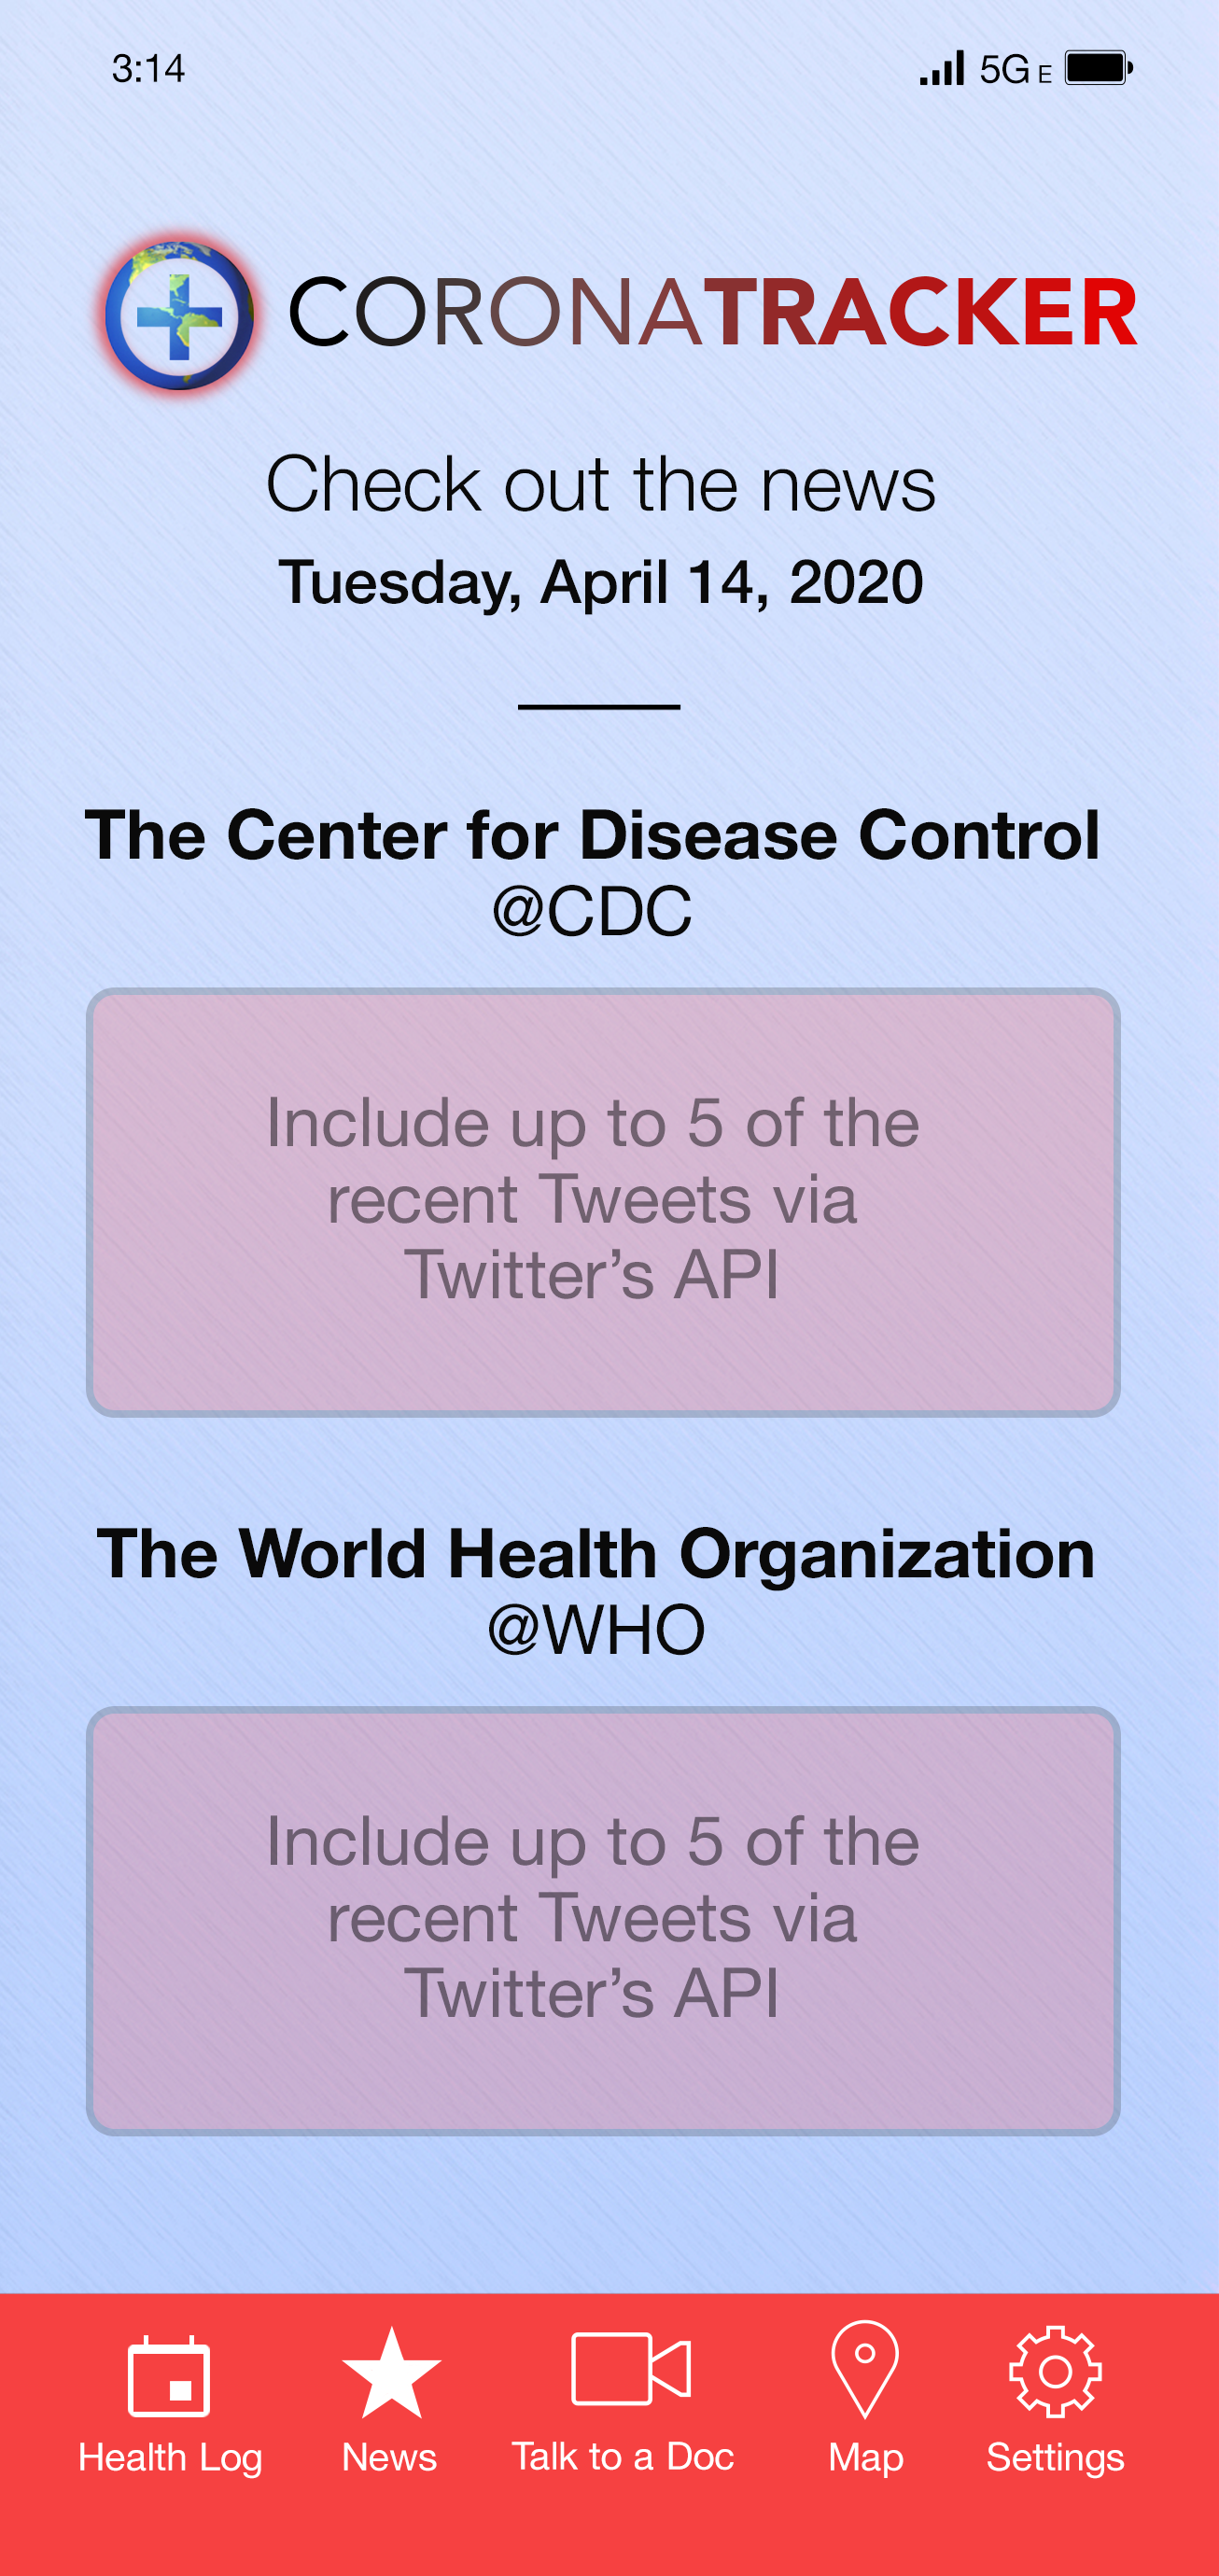 3:14
5G E
CORONATRACKER
Check out the news
Tuesday, April 14, 2020
The Center for Disease Control
@CDC
Include up to 5 of the
recent Tweets via
Twitter’s API
The World Health Organization
@WHO
Include up to 5 of the
recent Tweets via
Twitter’s API
Health Log
News
Talk to a Doc
Map
Settings